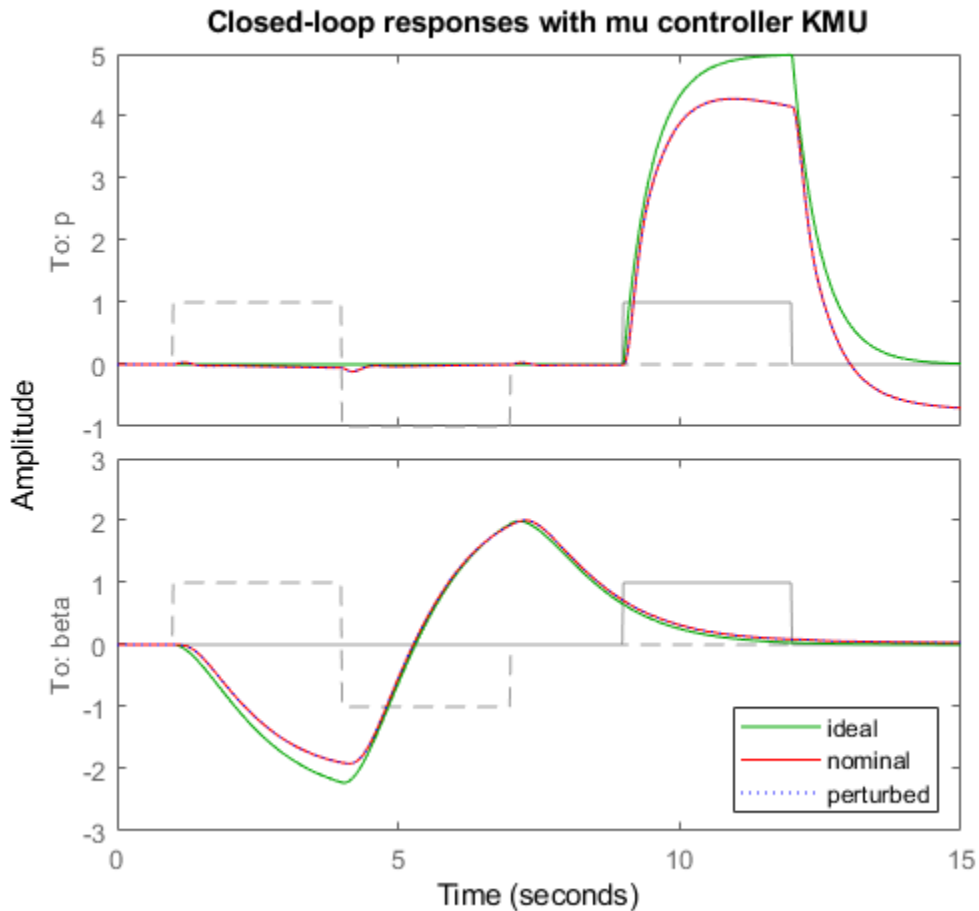 Closed-loop responses with mu controller KMU
Amplitude
To: p
5
4
3
2
1
0
-1
To: beta
3
2
1
0
-1
-2
-3
ideal
nominal
perturbed
0
5
10
15
Time (seconds)